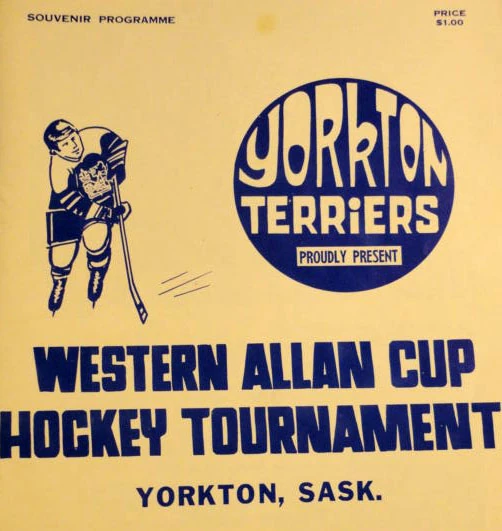 SOUVENIR PROGRAMME
PRICE
$1.00
YORKTON
TERRiERS
PROUDLY PRESENT
WESTERN ALLAN CUP
HOCKEY TOURNAMENT
YORKTON, SASK.